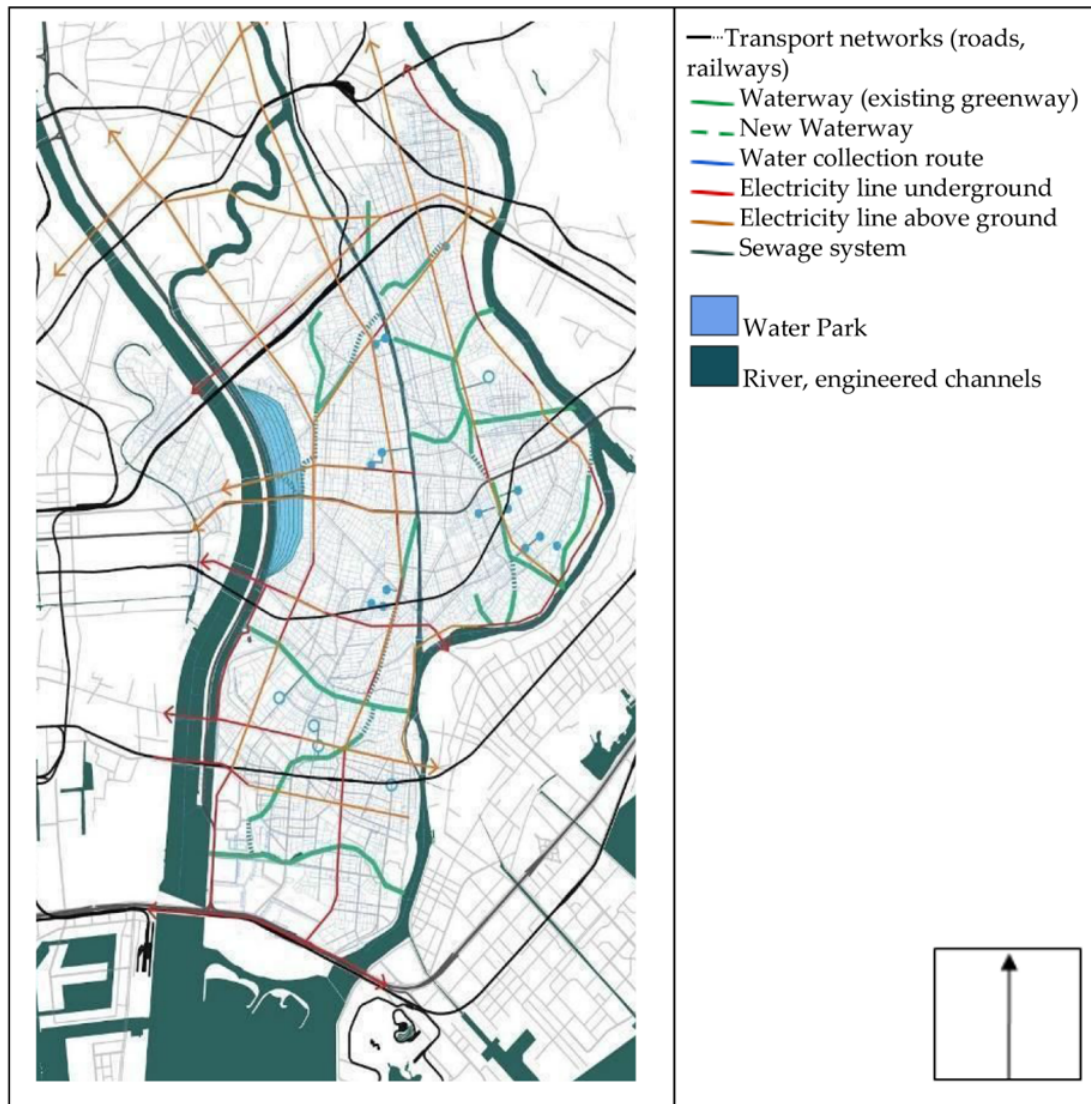 Transport networks (roads,
railways)
Waterway (existing greenway)
New Waterway
Water collection route
Electricity line underground
Electricity line above ground
Sewage system
Water Park
River, engineered channels